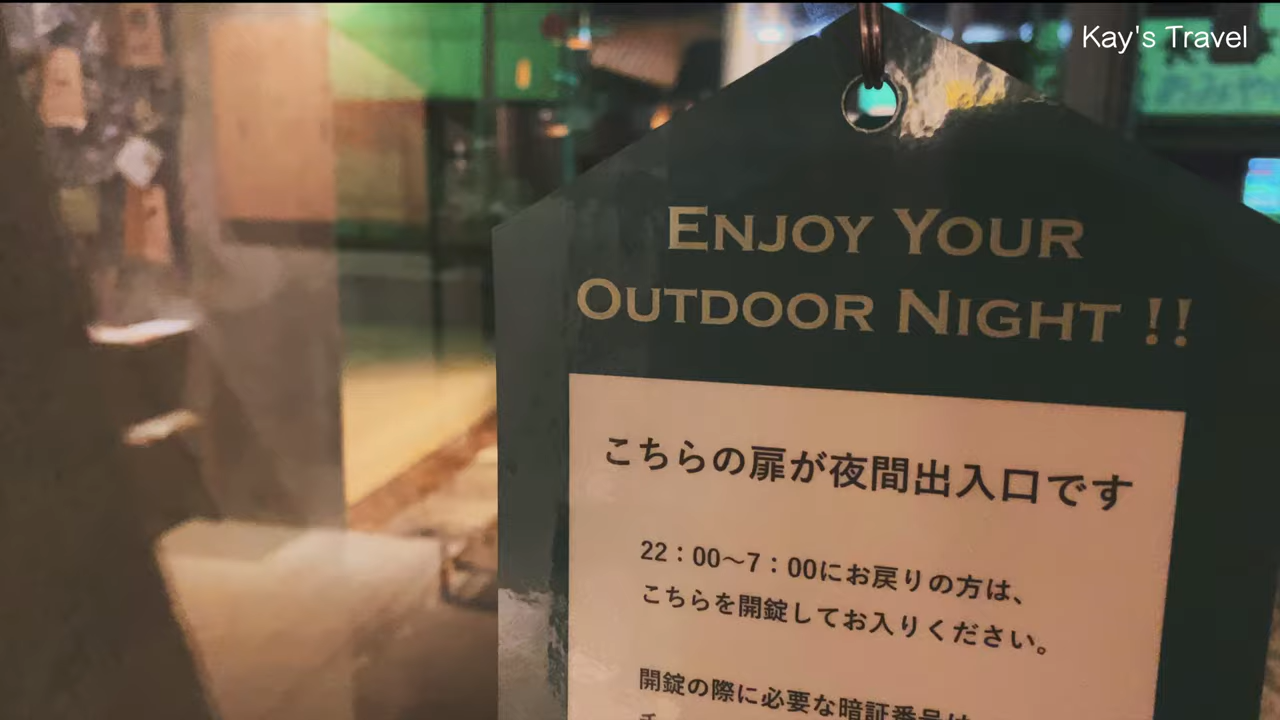 Kay's Travel
ENJOY YOUR
OUTDOOR NIGHT !!
こちらの扉が夜間出入口です
22：00～7：00にお戻りの方は、
こちらを開錠してお入りください。
開錠の際に必要な暗証番号は